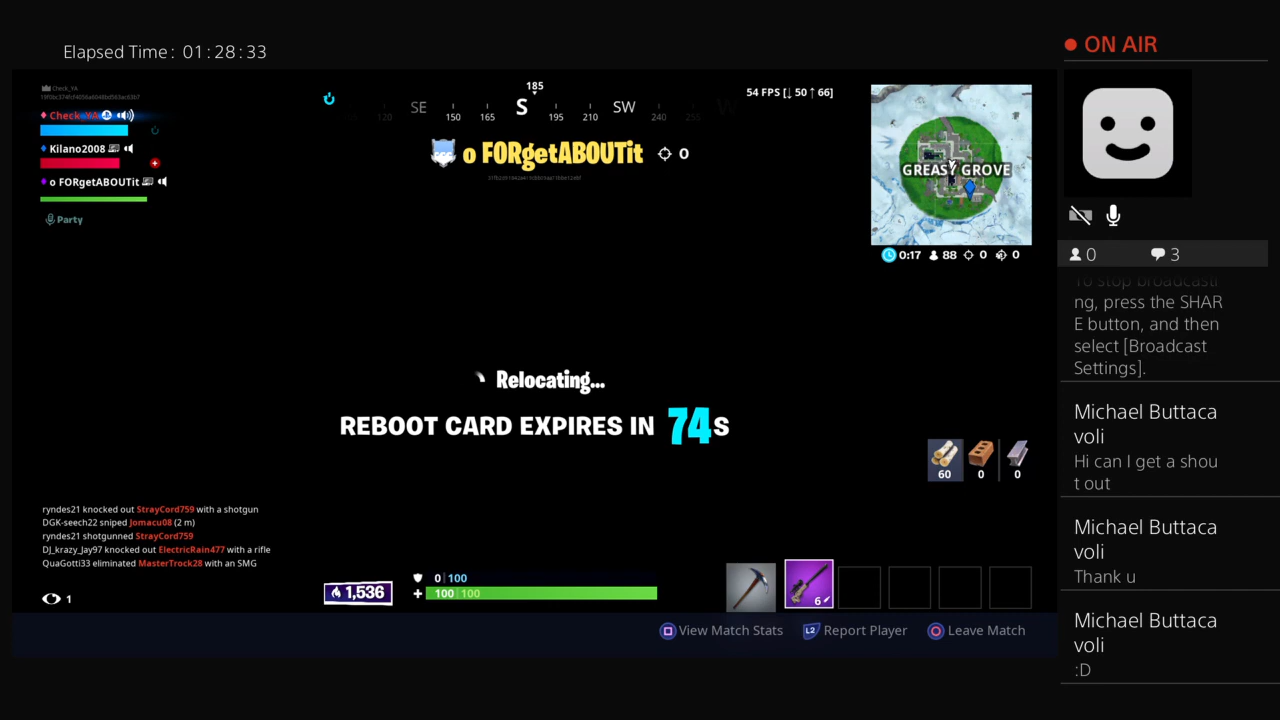 Elapsed Time: 01:28:33
ON AIR
Check_YA
Check_YA
Kilano2008
o FORgetABOUTit
Party
185
SE 150 165 S 195 210 SW 240
120 255 W
54 FPS [↓ 50 ↑ 66]
o FORgetABOUTit 0
GREASY GROVE
0:17 88 0 0
Relocating...
REBOOT CARD EXPIRES IN 74S
60 0 0
ryndes21 knocked out StrayCord759 with a shotgun
DGK-seech22 sniped Jomacu08 (2 m)
ryndes21 shotgunned StrayCord759
DJ_krazy_Jay97 knocked out ElectricRain477 with a rifle
QuaGotti33 eliminated MasterTrock28 with an SMG
1
1,536
0|100
100|100
6
View Match Stats L2 Report Player Leave Match
0 3
To stop broadcasti
ng, press the SHAR
E button, and then
select [Broadcast
Settings].
Michael Buttaca
voli
Hi can I get a shou
t out
Michael Buttaca
voli
Thank u
Michael Buttaca
voli
:D